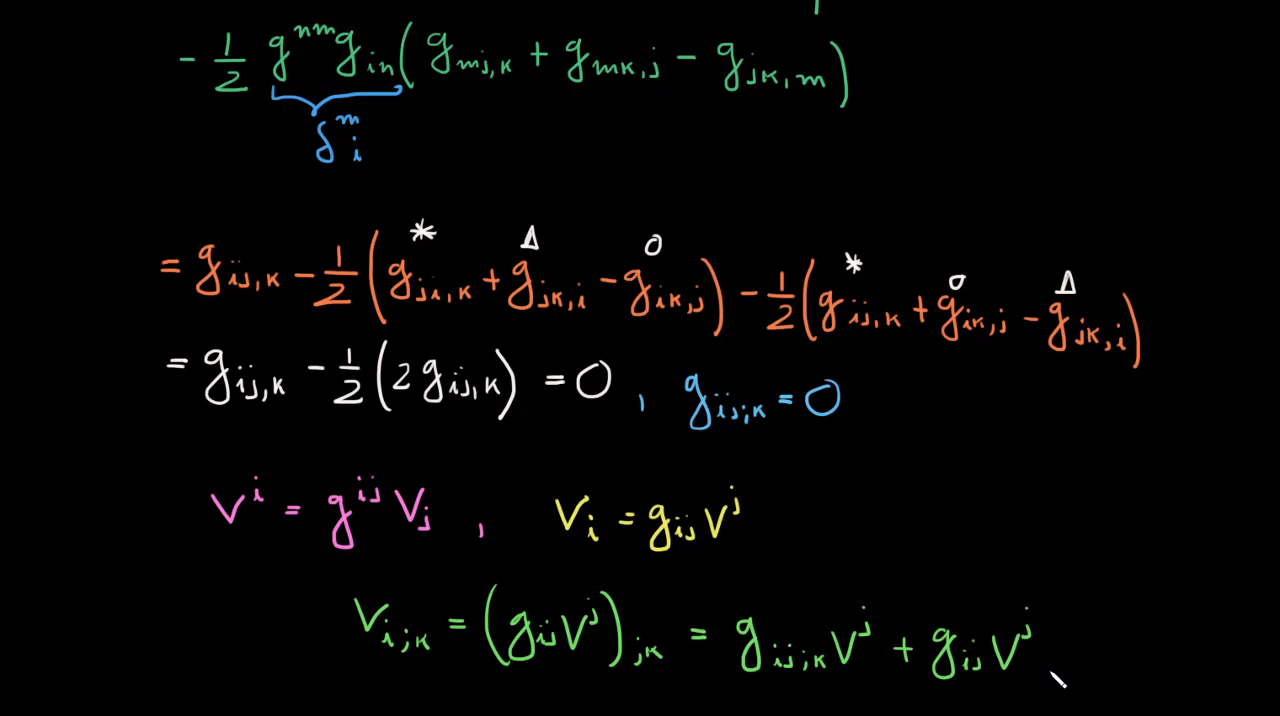 - 1/2 g^{nm} g_{in} ( g_{mj,k} + g_{mk,j} - g_{jk,m} )
δ^m_i
* Δ o * o Δ
= g_{ij,k} - 1/2 ( g_{ji,k} + g_{jk,i} - g_{ik,j} ) - 1/2 ( g_{ij,k} + g_{ik,j} - g_{jk,i} )
= g_{ij,k} - 1/2 ( 2 g_{ij,k} ) = 0 , g_{ij;k} = 0
V^i = g^{ij} V_j , V_i = g_{ij} V^j
V_{i;k} = ( g_{ij} V^j )_{;k} = g_{ij;k} V^j + g_{ij} V^j